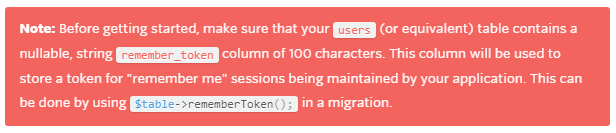 Note: Before getting started, make sure that your users (or equivalent) table contains a
nullable, string remember_token column of 100 characters. This column will be used to
store a token for "remember me" sessions being maintained by your application. This can
be done by using $table->rememberToken(); in a migration.